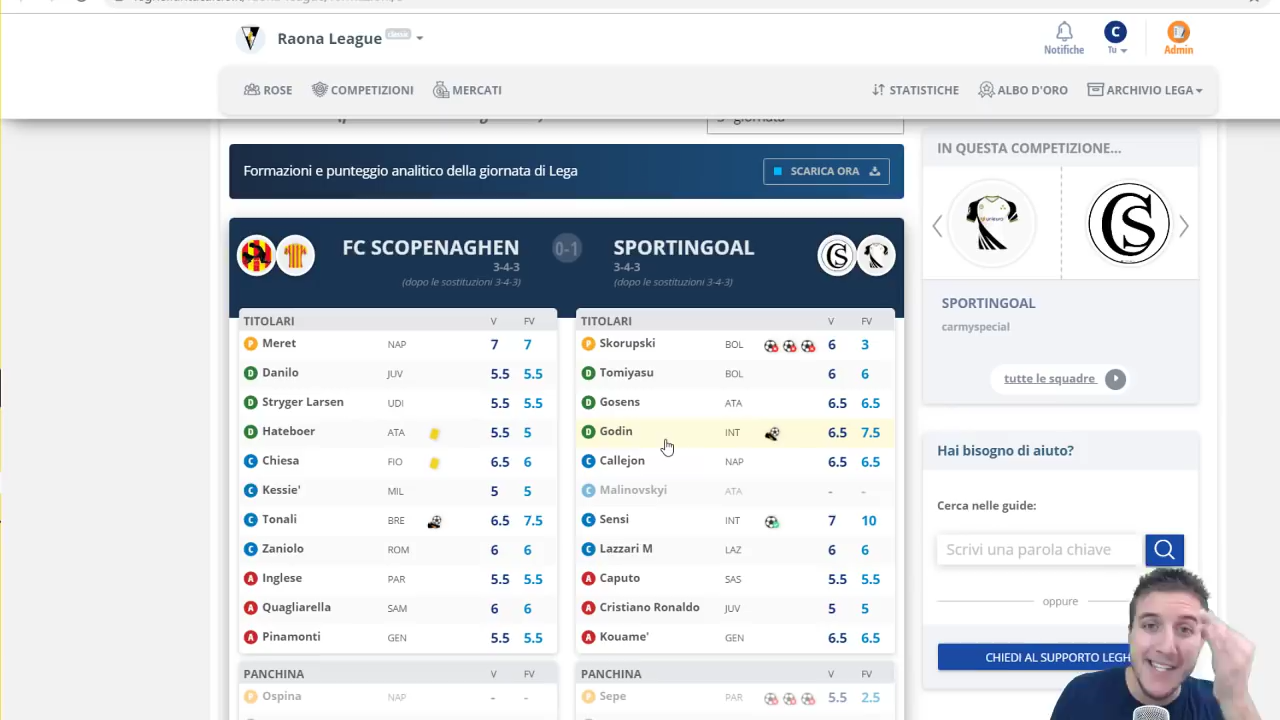 Raona League classic
Notifiche
C
Tu
Admin
ROSE COMPETIZIONI MERCATI STATISTICHE ALBO D'ORO ARCHIVIO LEGA
giornata
Formazioni e punteggio analitico della giornata di Lega SCARICA ORA
FC SCOPENAGHEN 0-1 SPORTINGOAL
3-4-3 3-4-3
(dopo le sostituzioni 3-4-3) (dopo le sostituzioni 3-4-3)
TITOLARI V FV
P Meret NAP 7 7
D Danilo JUV 5.5 5.5
D Stryger Larsen UDI 5.5 5.5
D Hateboer ATA 5.5 5
C Chiesa FIO 6.5 6
C Kessie' MIL 5 5
C Tonali BRE 6.5 7.5
C Zaniolo ROM 6 6
A Inglese PAR 5.5 5.5
A Quagliarella SAM 6 6
A Pinamonti GEN 5.5 5.5
PANCHINA V FV
P Ospina NAP - -
TITOLARI V FV
P Skorupski BOL 6 3
D Tomiyasu BOL 6 6
D Gosens ATA 6.5 6.5
D Godin INT 6.5 7.5
C Callejon NAP 6.5 6.5
C Malinovskyi ATA - -
C Sensi INT 7 10
C Lazzari M LAZ 6 6
A Caputo SAS 5.5 5.5
A Cristiano Ronaldo JUV 5 5
A Kouame' GEN 6.5 6.5
PANCHINA V FV
P Sepe PAR 5.5 2.5
IN QUESTA COMPETIZIONE...
CS
SPORTINGOAL
carmyspecial
tutte le squadre
Hai bisogno di aiuto?
Cerca nelle guide:
Scrivi una parola chiave
oppure
CHIEDI AL SUPPORTO LEGH